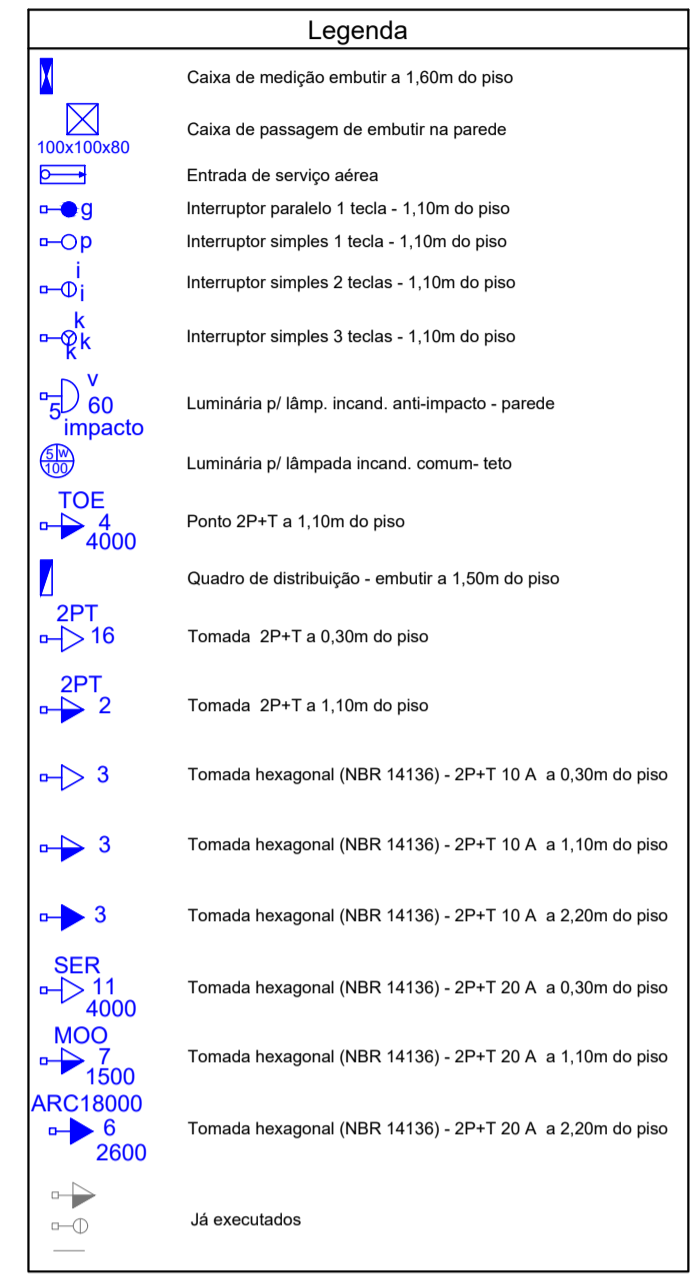 Legenda
Caixa de medição embutir a 1,60m do piso
Caixa de passagem de embutir na parede
100x100x80
Entrada de serviço aérea
g Interruptor paralelo 1 tecla - 1,10m do piso
p Interruptor simples 1 tecla - 1,10m do piso
i
i
Interruptor simples 2 teclas - 1,10m do piso
k
k
k
Interruptor simples 3 teclas - 1,10m do piso
v
5 60
impacto
Luminária p/ lâmp. incand. anti-impacto - parede
5 w
100
Luminária p/ lâmpada incand. comum- teto
TOE
4
4000
Ponto 2P+T a 1,10m do piso
Quadro de distribuição - embutir a 1,50m do piso
2PT
16 Tomada 2P+T a 0,30m do piso
2PT
2 Tomada 2P+T a 1,10m do piso
3 Tomada hexagonal (NBR 14136) - 2P+T 10 A a 0,30m do piso
3 Tomada hexagonal (NBR 14136) - 2P+T 10 A a 1,10m do piso
3 Tomada hexagonal (NBR 14136) - 2P+T 10 A a 2,20m do piso
SER
11
4000
Tomada hexagonal (NBR 14136) - 2P+T 20 A a 0,30m do piso
MOO
7
1500
Tomada hexagonal (NBR 14136) - 2P+T 20 A a 1,10m do piso
ARC18000
6
2600
Tomada hexagonal (NBR 14136) - 2P+T 20 A a 2,20m do piso
Já executados